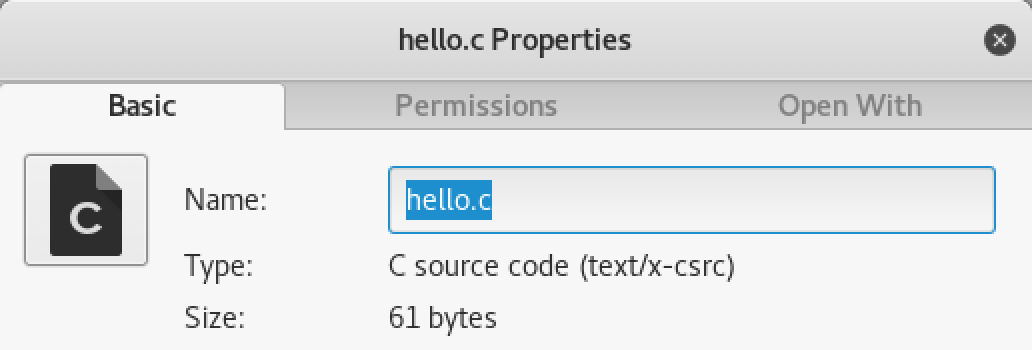 hello.c Properties
Basic Permissions Open With
C
Name: hello.c
Type: C source code (text/x-csrc)
Size: 61 bytes